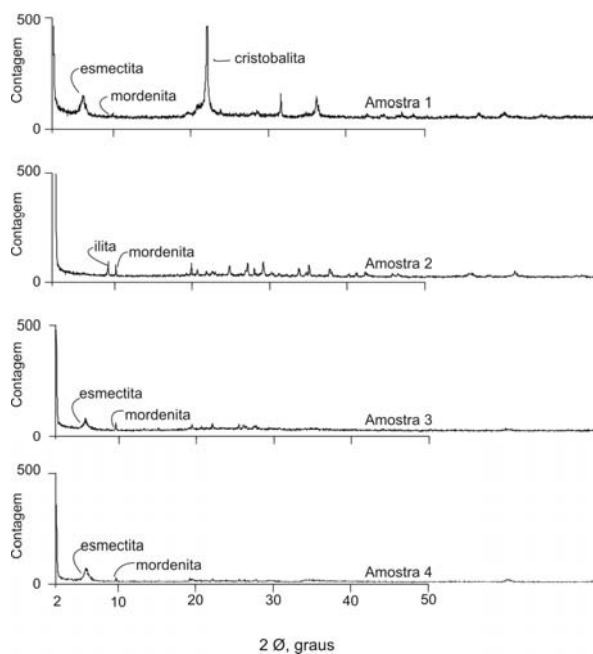 500
Contagem
esmectita
mordenita
cristobalita
Amostra 1
0
500
Contagem
ilita
mordenita
Amostra 2
0
500
Contagem
esmectita
mordenita
Amostra 3
0
500
Contagem
esmectita
mordenita
Amostra 4
0
2 10 20 30 40 50
2 Ø, graus